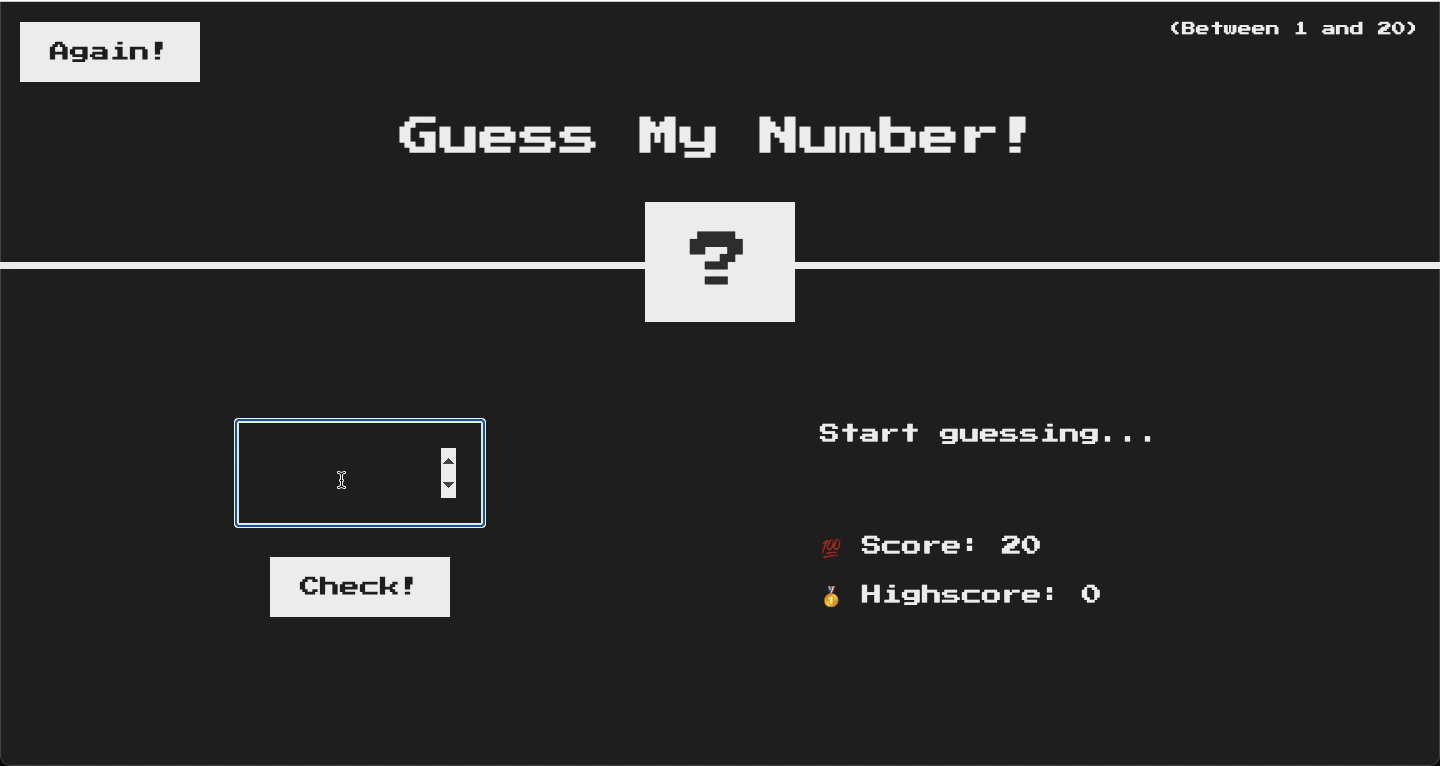 Again!
(Between 1 and 20)
Guess My Number!
?
Start guessing...
Check!
💯 Score: 20
🥇 Highscore: 0